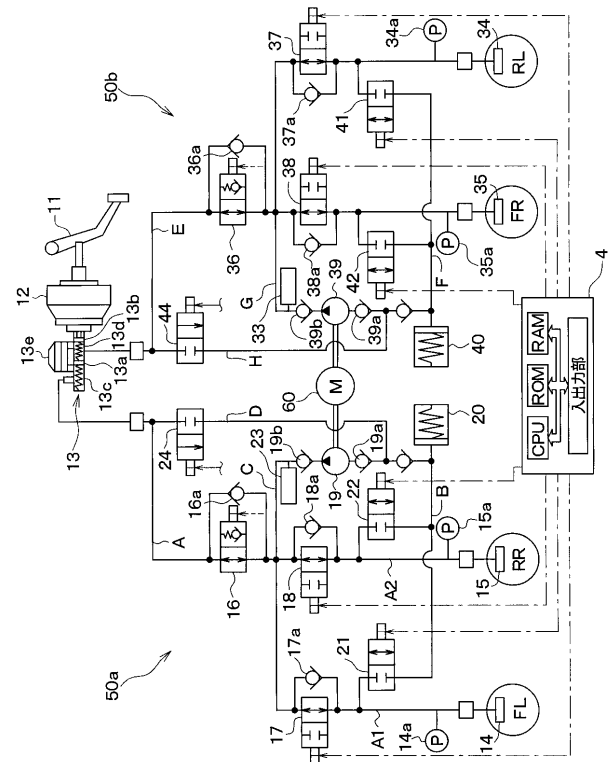 50a
50b
11
12
13
13a
13b
13c
13d
13e
44
24
36a
36
E
A
16a
16
D
H
C
G
23
33
19b
39b
39
19
60
M
19a
39a
18a
38a
18
38
17a
37a
17
37
22
42
21
41
20
40
B
F
A1
A2
P
14a
P
15a
P
35a
P
34a
14
FL
15
RR
35
FR
34
RL
4
CPU
ROM
RAM
入出力部